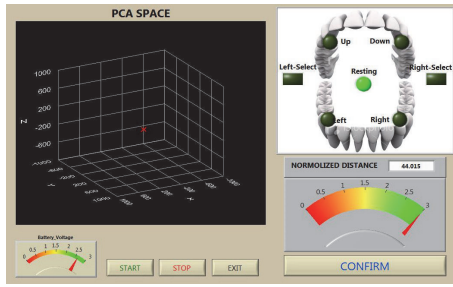 PCA SPACE
1000
600
200
-200
-600
-1000
Z
Y
X
Up
Down
Left-Select
Right-Select
Resting
Left
Right
NORMOLIZED DISTANCE 44.015
0 0.5 1 1.5 2 2.5 3
Battery_Voltage
0 0.5 1 1.5 2 2.5 3
START STOP EXIT
CONFIRM